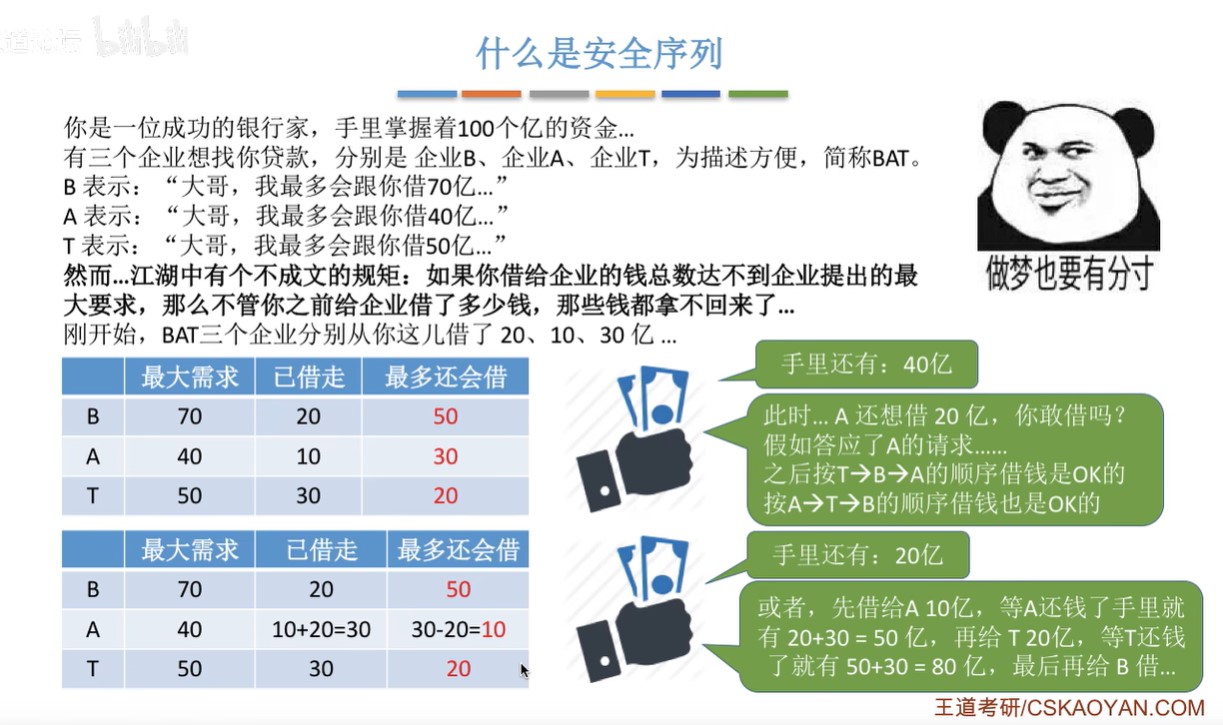 bilibili
什么是安全序列
你是一位成功的银行家，手里掌握着100个亿的资金…
有三个企业想找你贷款，分别是 企业B、企业A、企业T，为描述方便，简称BAT。
B 表示：“大哥，我最多会跟你借70亿…”
A 表示：“大哥，我最多会跟你借40亿…”
T 表示：“大哥，我最多会跟你借50亿…”
然而…江湖中有个不成文的规矩：如果你借给企业的钱总数达不到企业提出的最
大要求，那么不管你之前给企业借了多少钱，那些钱都拿不回来了…
刚开始，BAT三个企业分别从你这儿借了 20、10、30 亿 …
做梦也要有分寸
最大需求 已借走 最多还会借
B 70 20 50
A 40 10 30
T 50 30 20
手里还有：40亿
此时… A 还想借 20 亿，你敢借吗？
假如答应了A的请求……
之后按T→B→A的顺序借钱是OK的
按A→T→B的顺序借钱也是OK的
最大需求 已借走 最多还会借
B 70 20 50
A 40 10+20=30 30-20=10
T 50 30 20
手里还有：20亿
或者，先借给A 10亿，等A还钱了手里就
有 20+30 = 50 亿，再给 T 20亿，等T还钱
了就有 50+30 = 80 亿，最后再给 B 借…
王道考研/CSKAOYAN.COM